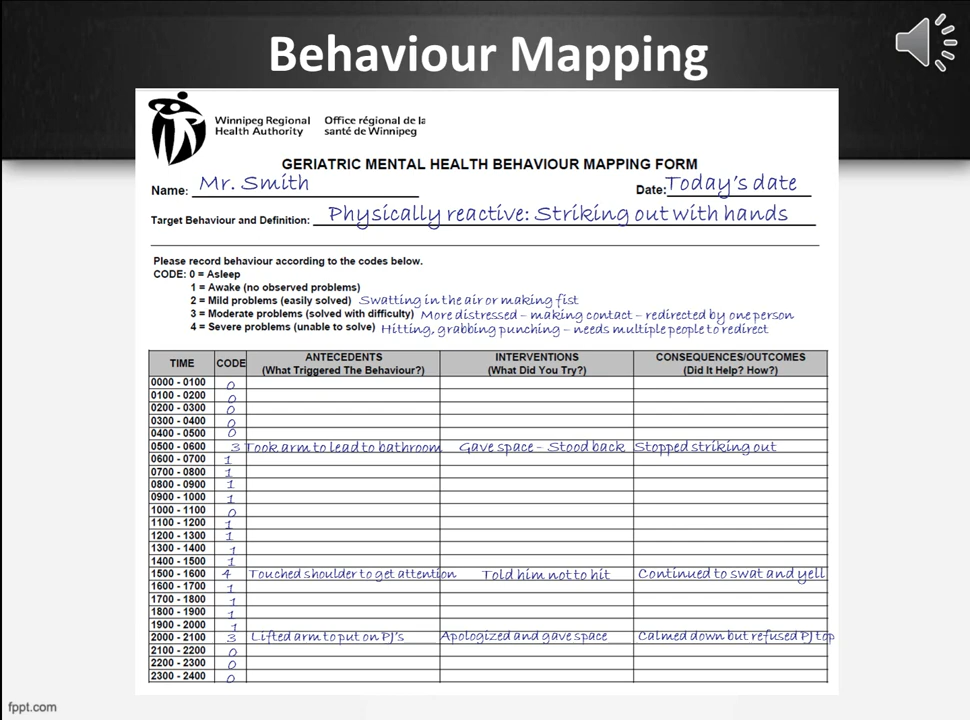 Behaviour Mapping
Winnipeg Regional Office régional de la
Health Authority santé de Winnipeg
GERIATRIC MENTAL HEALTH BEHAVIOUR MAPPING FORM
Name: Mr. Smith Date: Today's date
Target Behaviour and Definition: Physically reactive: Striking out with hands
Please record behaviour according to the codes below.
CODE: 0 = Asleep
1 = Awake (no observed problems)
2 = Mild problems (easily solved) Swatting in the air or making fist
3 = Moderate problems (solved with difficulty) More distressed – making contact – redirected by one person
4 = Severe problems (unable to solve) Hitting, grabbing punching – needs multiple people to redirect
TIME CODE ANTECEDENTS INTERVENTIONS CONSEQUENCES/OUTCOMES
(What Triggered The Behaviour?) (What Did You Try?) (Did It Help? How?)
0000 - 0100 0
0100 - 0200 0
0200 - 0300 0
0300 - 0400 0
0400 - 0500 0
0500 - 0600 3 Took arm to lead to bathroom Gave space – Stood back Stopped striking out
0600 - 0700 1
0700 - 0800 1
0800 - 0900 1
0900 - 1000 1
1000 - 1100 0
1100 - 1200 1
1200 - 1300 1
1300 - 1400 1
1400 - 1500 1
1500 - 1600 4 Touched shoulder to get attention Told him not to hit Continued to swat and yell
1600 - 1700 1
1700 - 1800 1
1800 - 1900 1
1900 - 2000 1
2000 - 2100 3 Lifted arm to put on PJ's Apologized and gave space Calmed down but refused PJ top
2100 - 2200 0
2200 - 2300 0
2300 - 2400 0
fppt.com